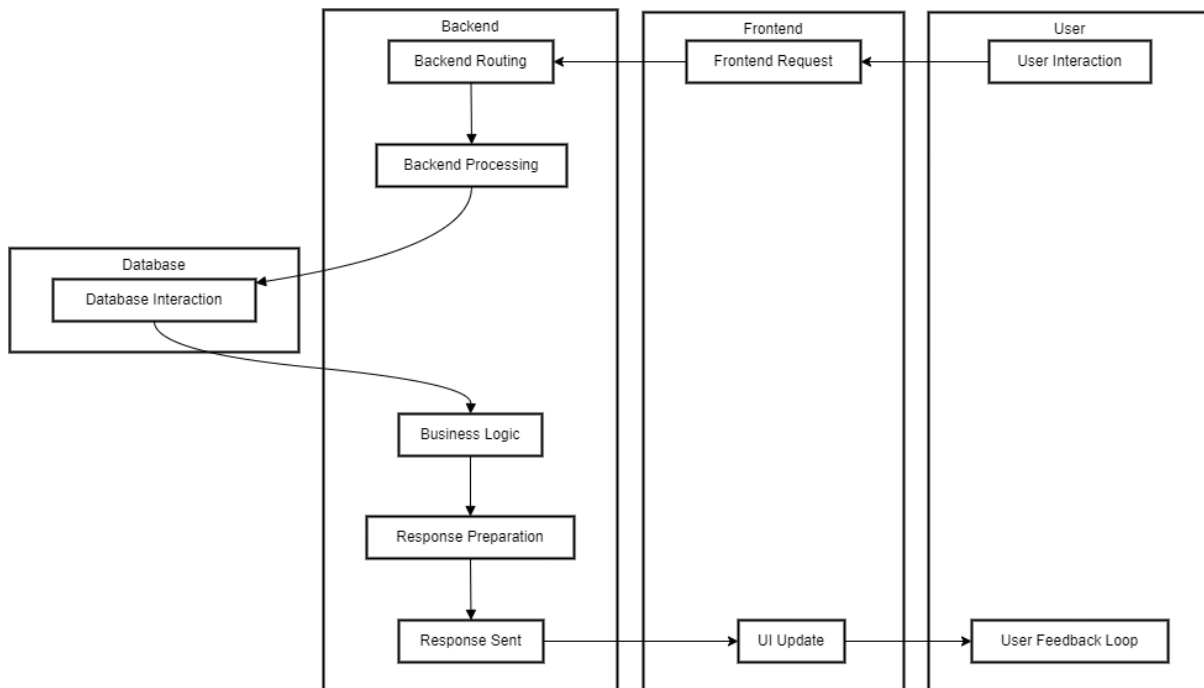 Backend
Frontend
User
Backend Routing
Frontend Request
User Interaction
Backend Processing
Database
Database Interaction
Business Logic
Response Preparation
Response Sent
UI Update
User Feedback Loop